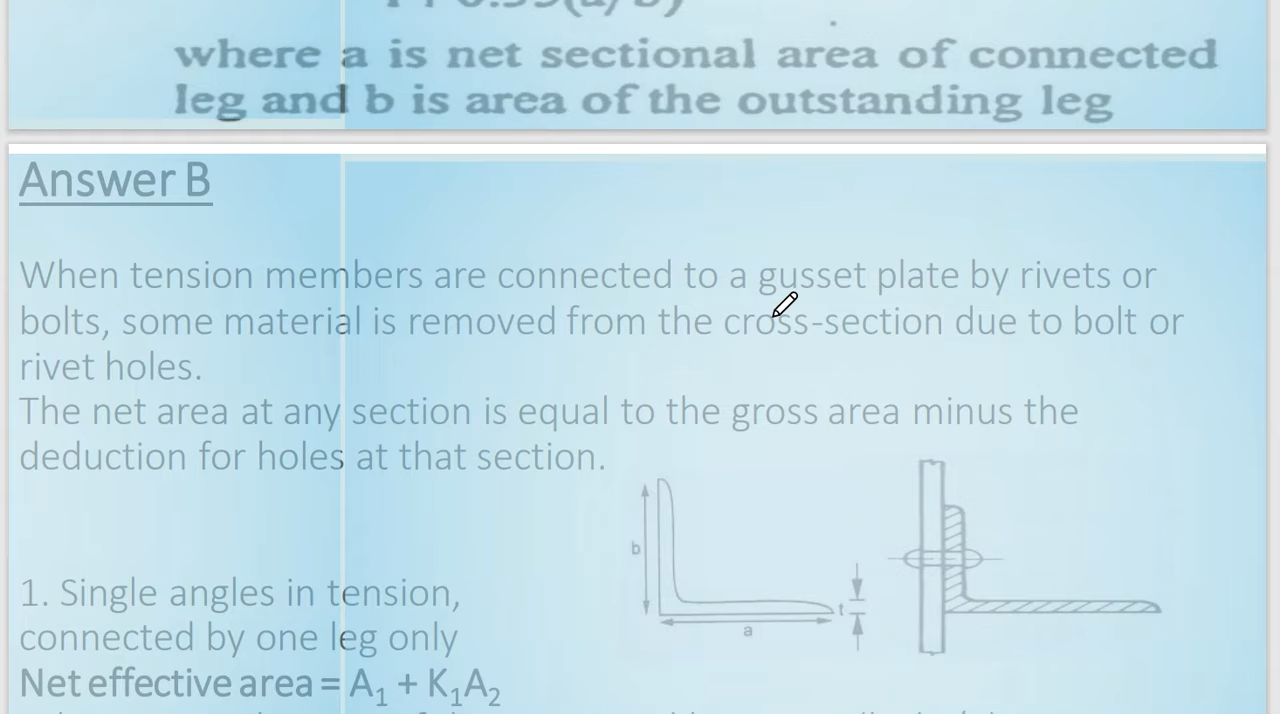 where a is net sectional area of connected
leg and b is area of the outstanding leg
Answer B
When tension members are connected to a gusset plate by rivets or
bolts, some material is removed from the cross-section due to bolt or
rivet holes.
The net area at any section is equal to the gross area minus the
deduction for holes at that section.
b
t
a
1. Single angles in tension,
connected by one leg only
Net effective area = A₁ + K₁A₂